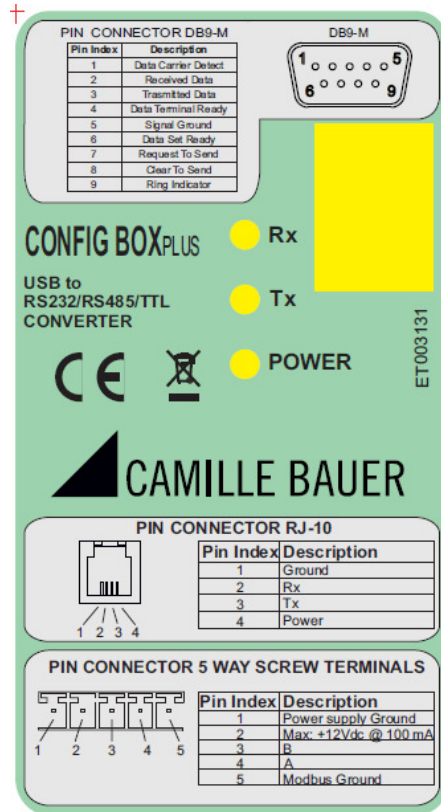 PIN CONNECTOR DB9-M
Pin Index Description
1 Data Carrier Detect
2 Received Data
3 Trasmitted Data
4 Data Terminal Ready
5 Signal Ground
6 Data Set Ready
7 Request To Send
8 Clear To Send
9 Ring Indicator
DB9-M
1 5
6 9
CONFIG BOXPLUS
USB to
RS232/RS485/TTL
CONVERTER
Rx
Tx
POWER
ET003131
CE
CAMILLE BAUER
PIN CONNECTOR RJ-10
1 2 3 4
Pin Index Description
1 Ground
2 Rx
3 Tx
4 Power
PIN CONNECTOR 5 WAY SCREW TERMINALS
1 2 3 4 5
Pin Index Description
1 Power supply Ground
2 Max: +12Vdc @ 100 mA
3 B
4 A
5 Modbus Ground